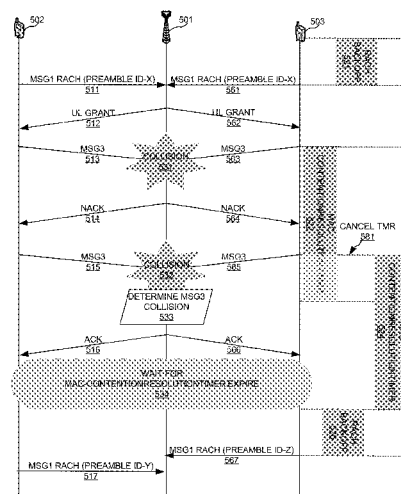 502
501
503
RACH BACKOFF
MSG1 RACH (PREAMBLE ID-X)
511
MSG1 RACH (PREAMBLE ID-X)
561
UL GRANT
512
UL GRANT
562
MSG3
513
COLLISION
MSG3
563
NACK
514
NACK
564
CANCEL TMR
581
MSG3
515
COLLISION
532
MSG3
565
DETERMINE MSG3
COLLISION
533
ACK
516
ACK
566
WAIT FOR
MAC-CONTENTIONRESOLUTIONTIMER EXPIRE
534
MSG1 RACH (PREAMBLE ID-Z)
567
MSG1 RACH (PREAMBLE ID-Y)
517